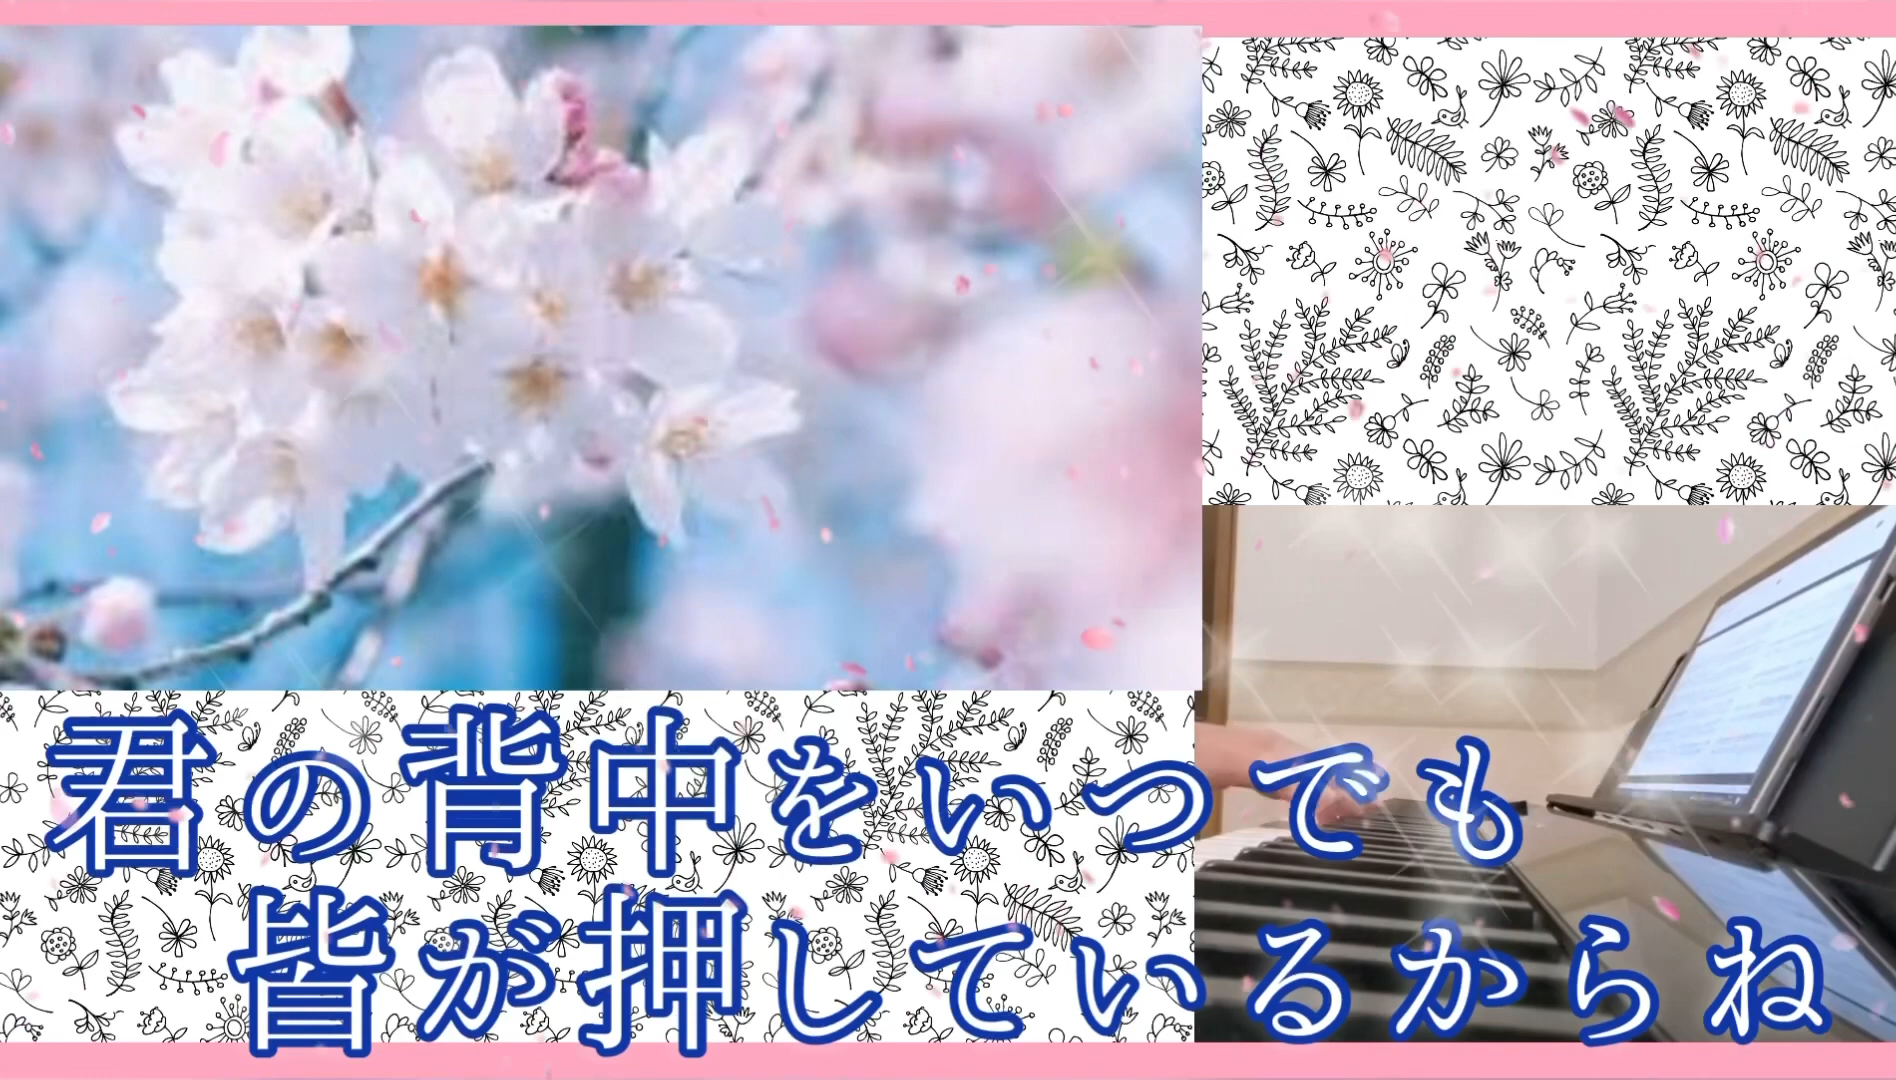 君の背中をいつでも
皆が押しているからね